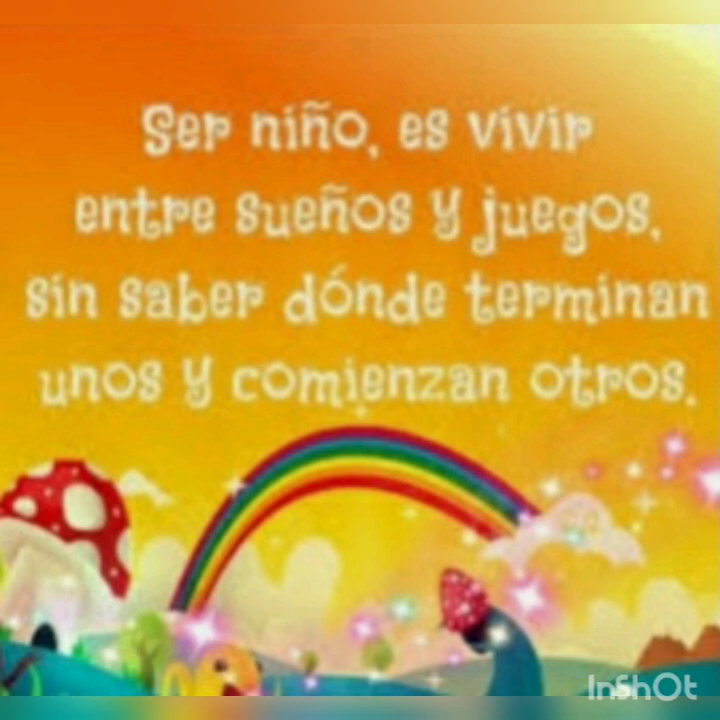 Ser niño, es vivir
entre sueños y juegos,
sin saber dónde terminan
unos y comienzan otros.
InShOt